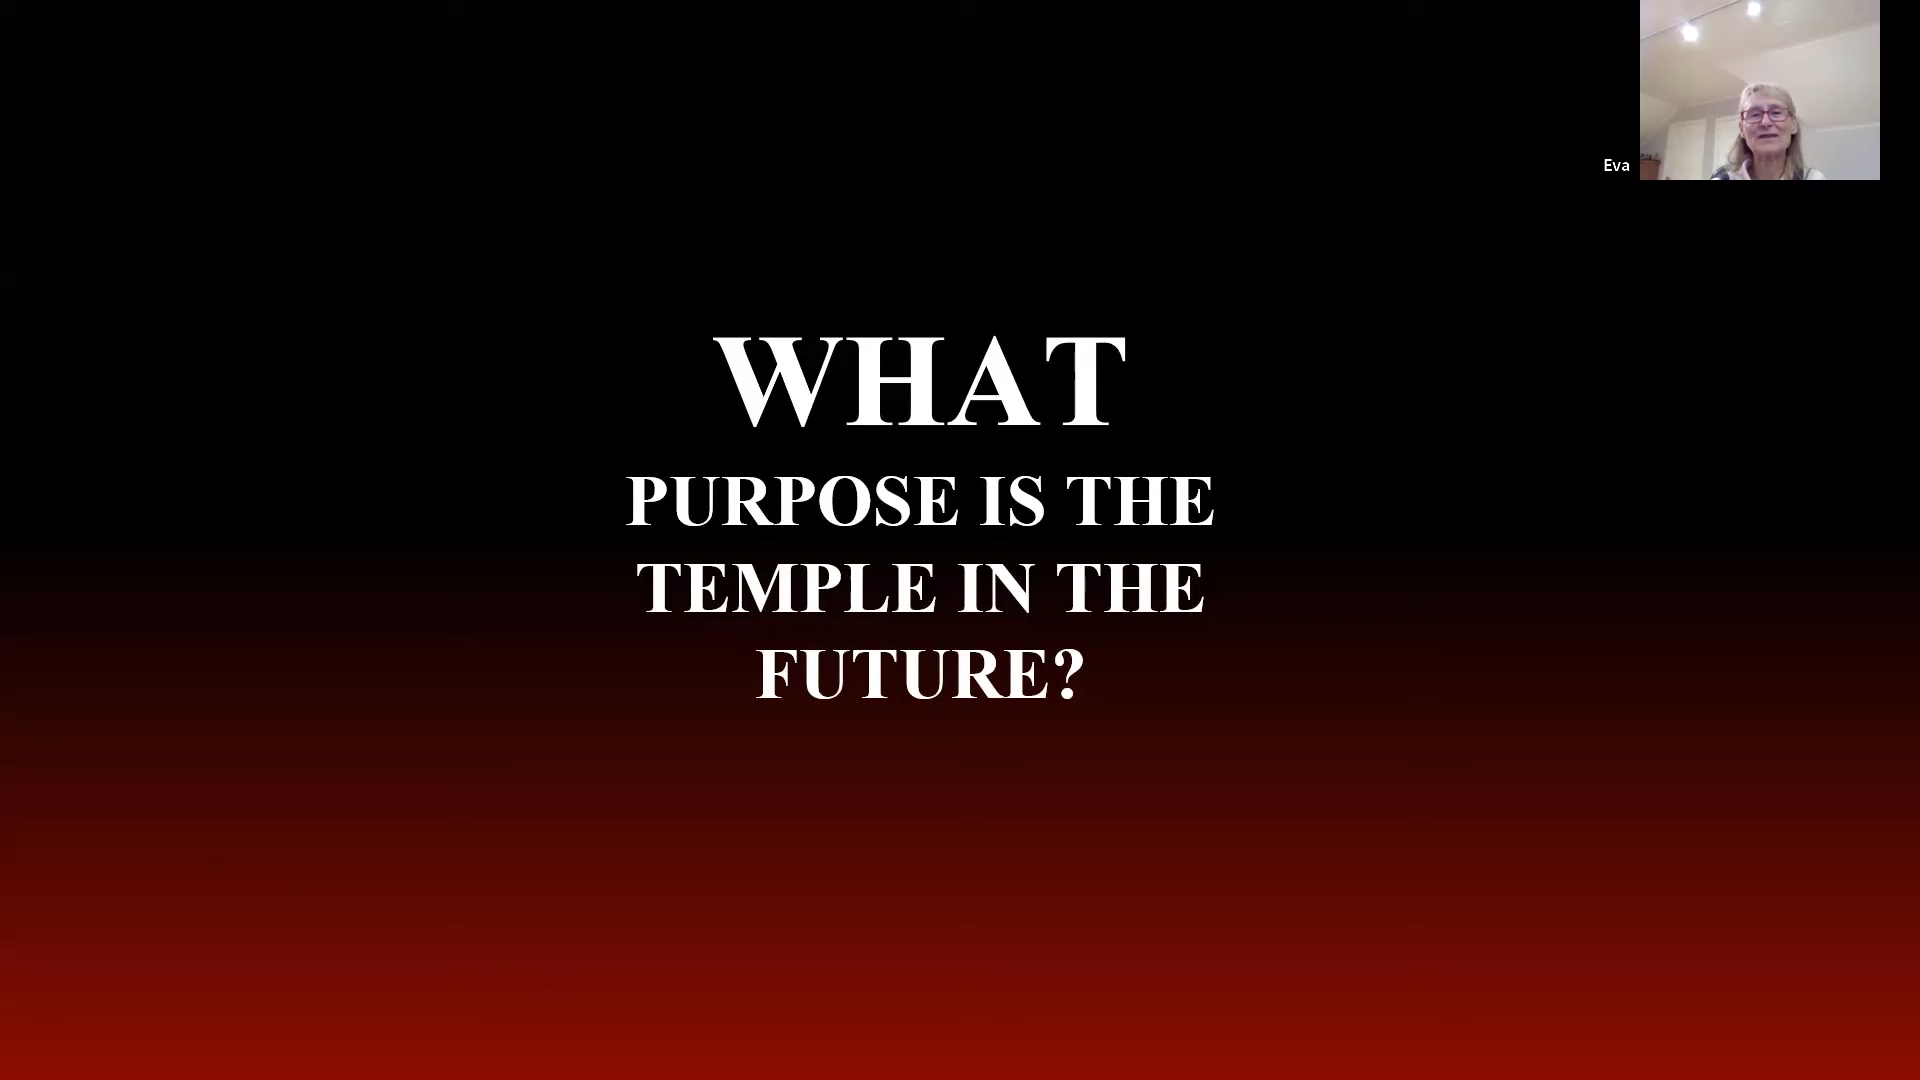 Eva
WHAT
PURPOSE IS THE
TEMPLE IN THE
FUTURE?